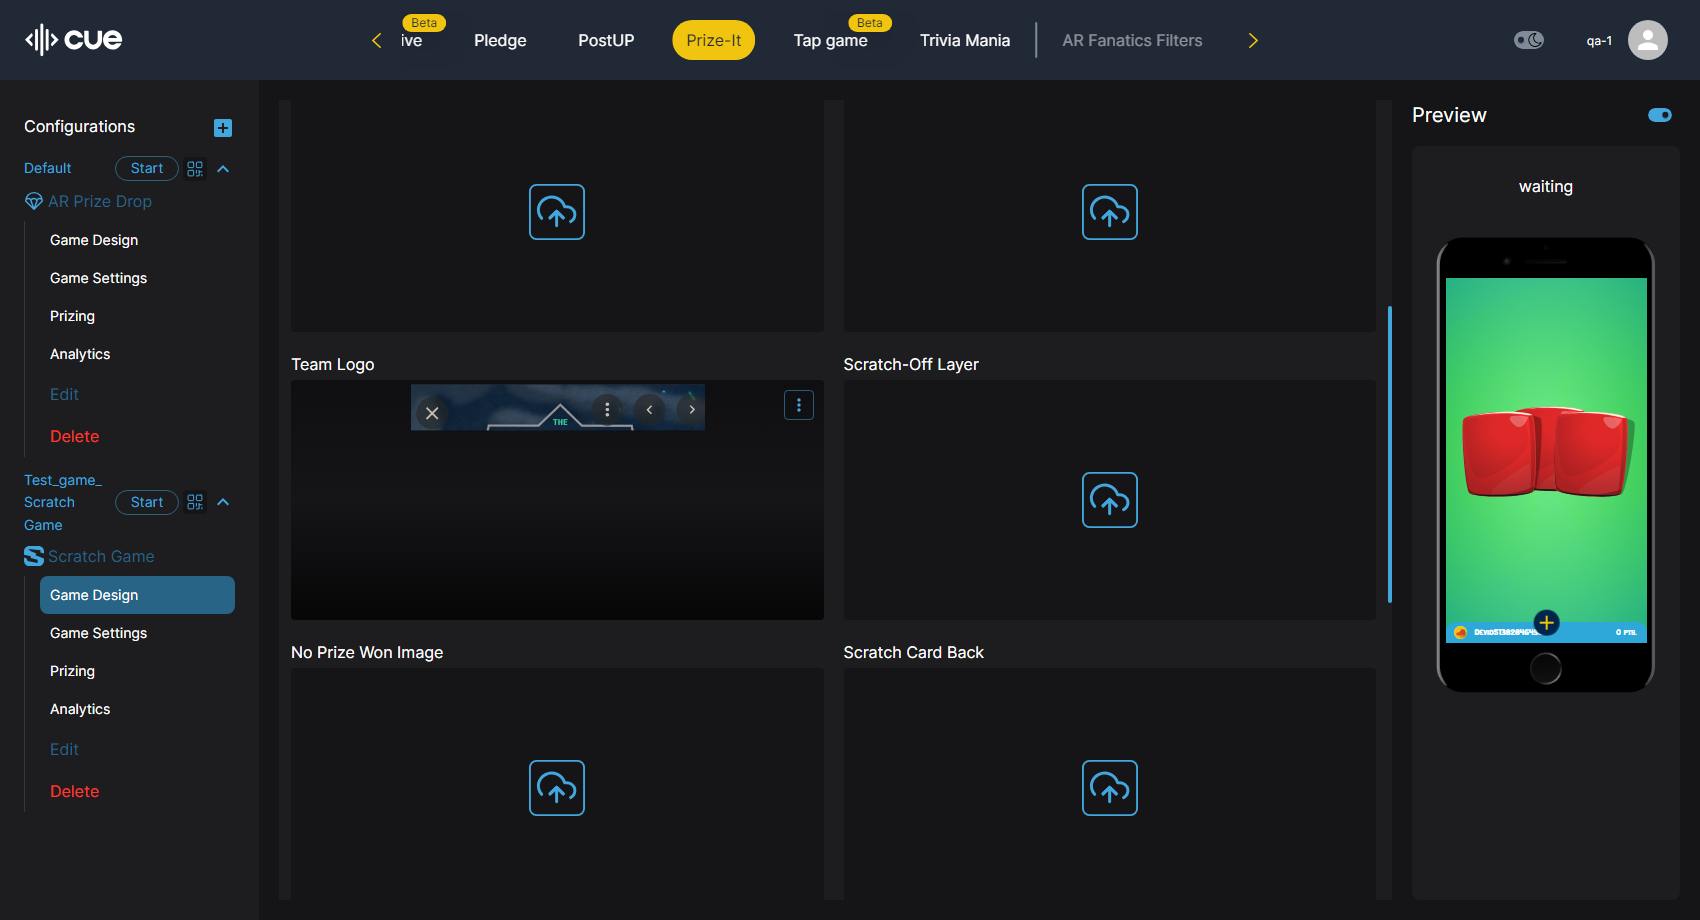 cue
Beta
ive
Pledge
PostUP
Prize-It
Beta
Tap game
Trivia Mania
AR Fanatics Filters
qa-1
Configurations
Default
Start
AR Prize Drop
Game Design
Game Settings
Prizing
Analytics
Edit
Delete
Test_game_
Scratch
Game
Start
Scratch Game
Game Design
Game Settings
Prizing
Analytics
Edit
Delete
Team Logo
THE
Scratch-Off Layer
No Prize Won Image
Scratch Card Back
Preview
waiting
0 PTS.